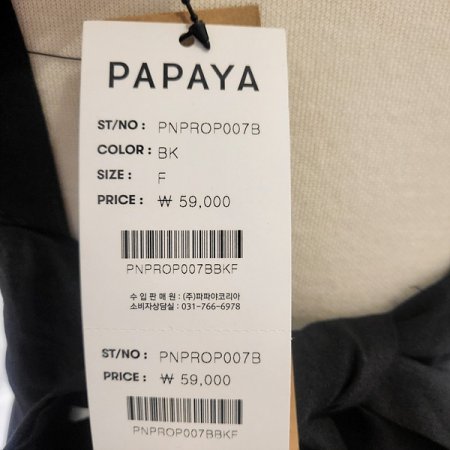 PAPAYA
ST/NO : PNPROP007B
COLOR : BK
SIZE : F
PRICE : ₩ 59,000
PNPROP007BBKF
수 입 판 매 원 : (주)파파야코리아
소비자상담실 : 031-766-6978
ST/NO : PNPROP007B
PRICE : ₩ 59,000
PNPROP007BBKF